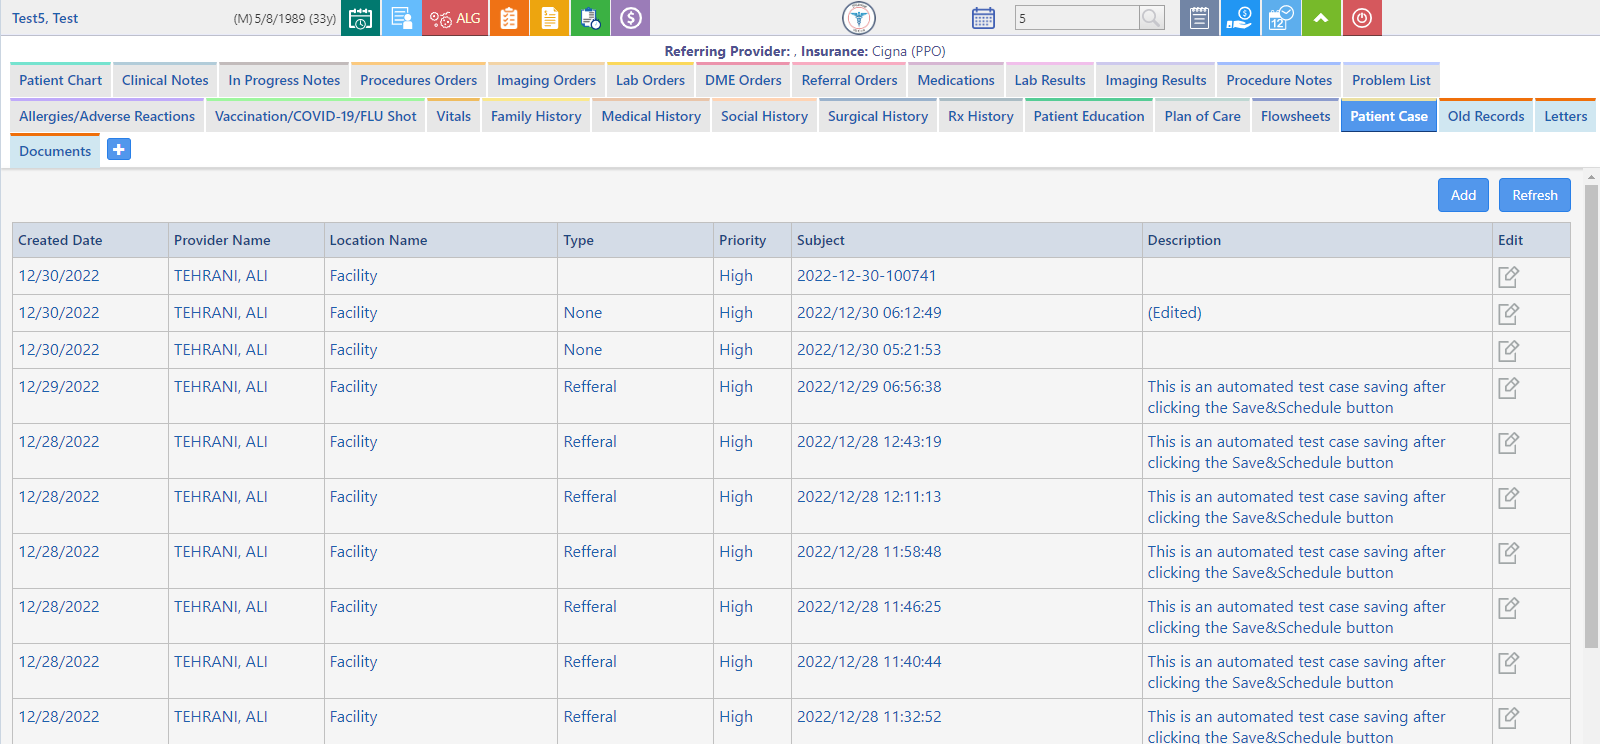 Test5, Test (M) 5/8/1989 (33y) ALG 5 12
Referring Provider: , Insurance: Cigna (PPO)
Patient Chart Clinical Notes In Progress Notes Procedures Orders Imaging Orders Lab Orders DME Orders Referral Orders Medications Lab Results Imaging Results Procedure Notes Problem List
Allergies/Adverse Reactions Vaccination/COVID-19/FLU Shot Vitals Family History Medical History Social History Surgical History Rx History Patient Education Plan of Care Flowsheets Patient Case Old Records Letters
Documents
Add Refresh
Created Date Provider Name Location Name Type Priority Subject Description Edit
12/30/2022 TEHRANI, ALI Facility High 2022-12-30-100741
12/30/2022 TEHRANI, ALI Facility None High 2022/12/30 06:12:49 (Edited)
12/30/2022 TEHRANI, ALI Facility None High 2022/12/30 05:21:53
12/29/2022 TEHRANI, ALI Facility Refferal High 2022/12/29 06:56:38 This is an automated test case saving after
clicking the Save&Schedule button
12/28/2022 TEHRANI, ALI Facility Refferal High 2022/12/28 12:43:19 This is an automated test case saving after
clicking the Save&Schedule button
12/28/2022 TEHRANI, ALI Facility Refferal High 2022/12/28 12:11:13 This is an automated test case saving after
clicking the Save&Schedule button
12/28/2022 TEHRANI, ALI Facility Refferal High 2022/12/28 11:58:48 This is an automated test case saving after
clicking the Save&Schedule button
12/28/2022 TEHRANI, ALI Facility Refferal High 2022/12/28 11:46:25 This is an automated test case saving after
clicking the Save&Schedule button
12/28/2022 TEHRANI, ALI Facility Refferal High 2022/12/28 11:40:44 This is an automated test case saving after
clicking the Save&Schedule button
12/28/2022 TEHRANI, ALI Facility Refferal High 2022/12/28 11:32:52 This is an automated test case saving after
clicking the Save&Schedule button